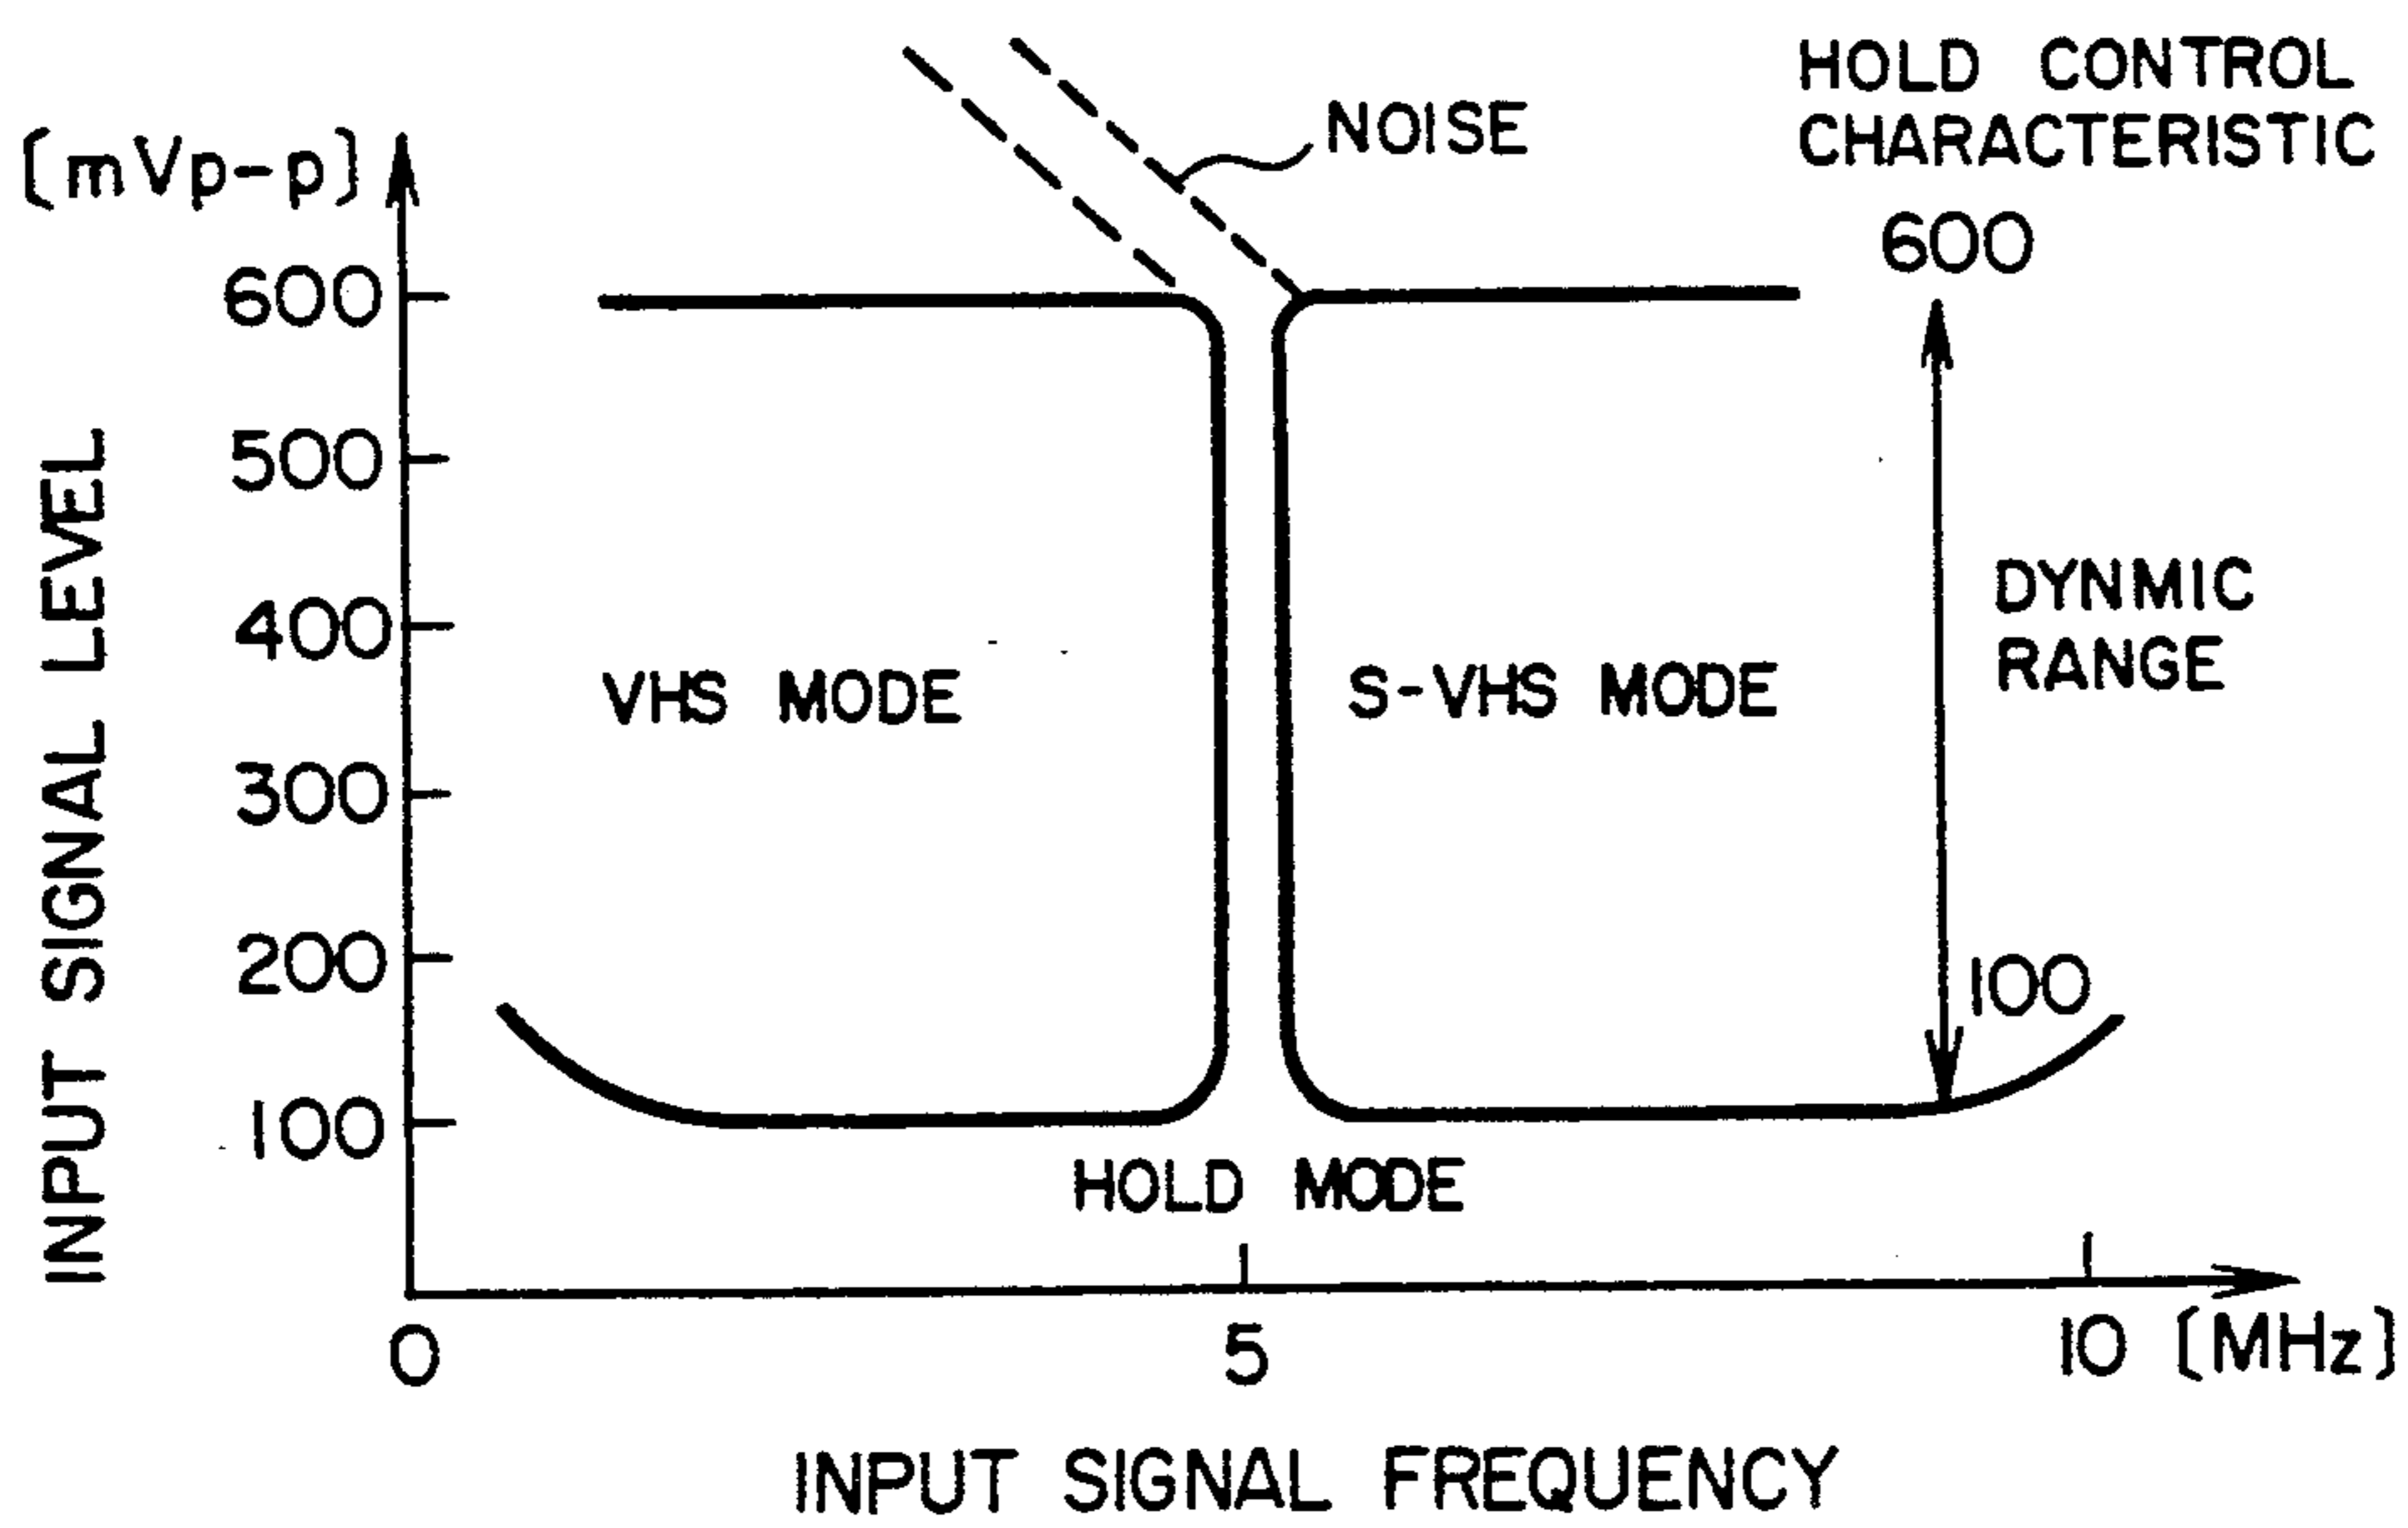 HOLD CONTROL
CHARACTERISTIC
NOISE
[mVp-p]
600
600
500
400
300
200
100
INPUT SIGNAL LEVEL
VHS MODE
S-VHS MODE
DYNMIC
RANGE
100
HOLD MODE
0
5
10 [MHz]
INPUT SIGNAL FREQUENCY